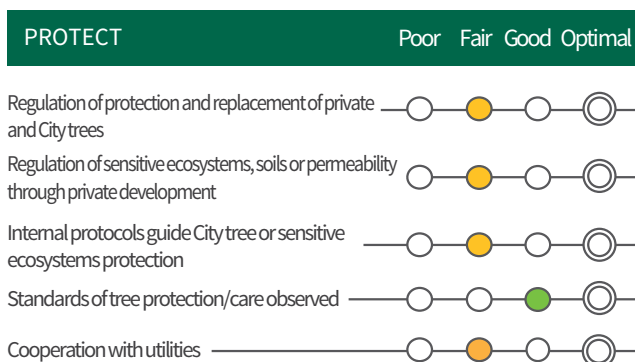 PROTECT Poor Fair Good Optimal
Regulation of protection and replacement of private
and City trees
Regulation of sensitive ecosystems, soils or permeability
through private development
Internal protocols guide City tree or sensitive
ecosystems protection
Standards of tree protection/care observed
Cooperation with utilities